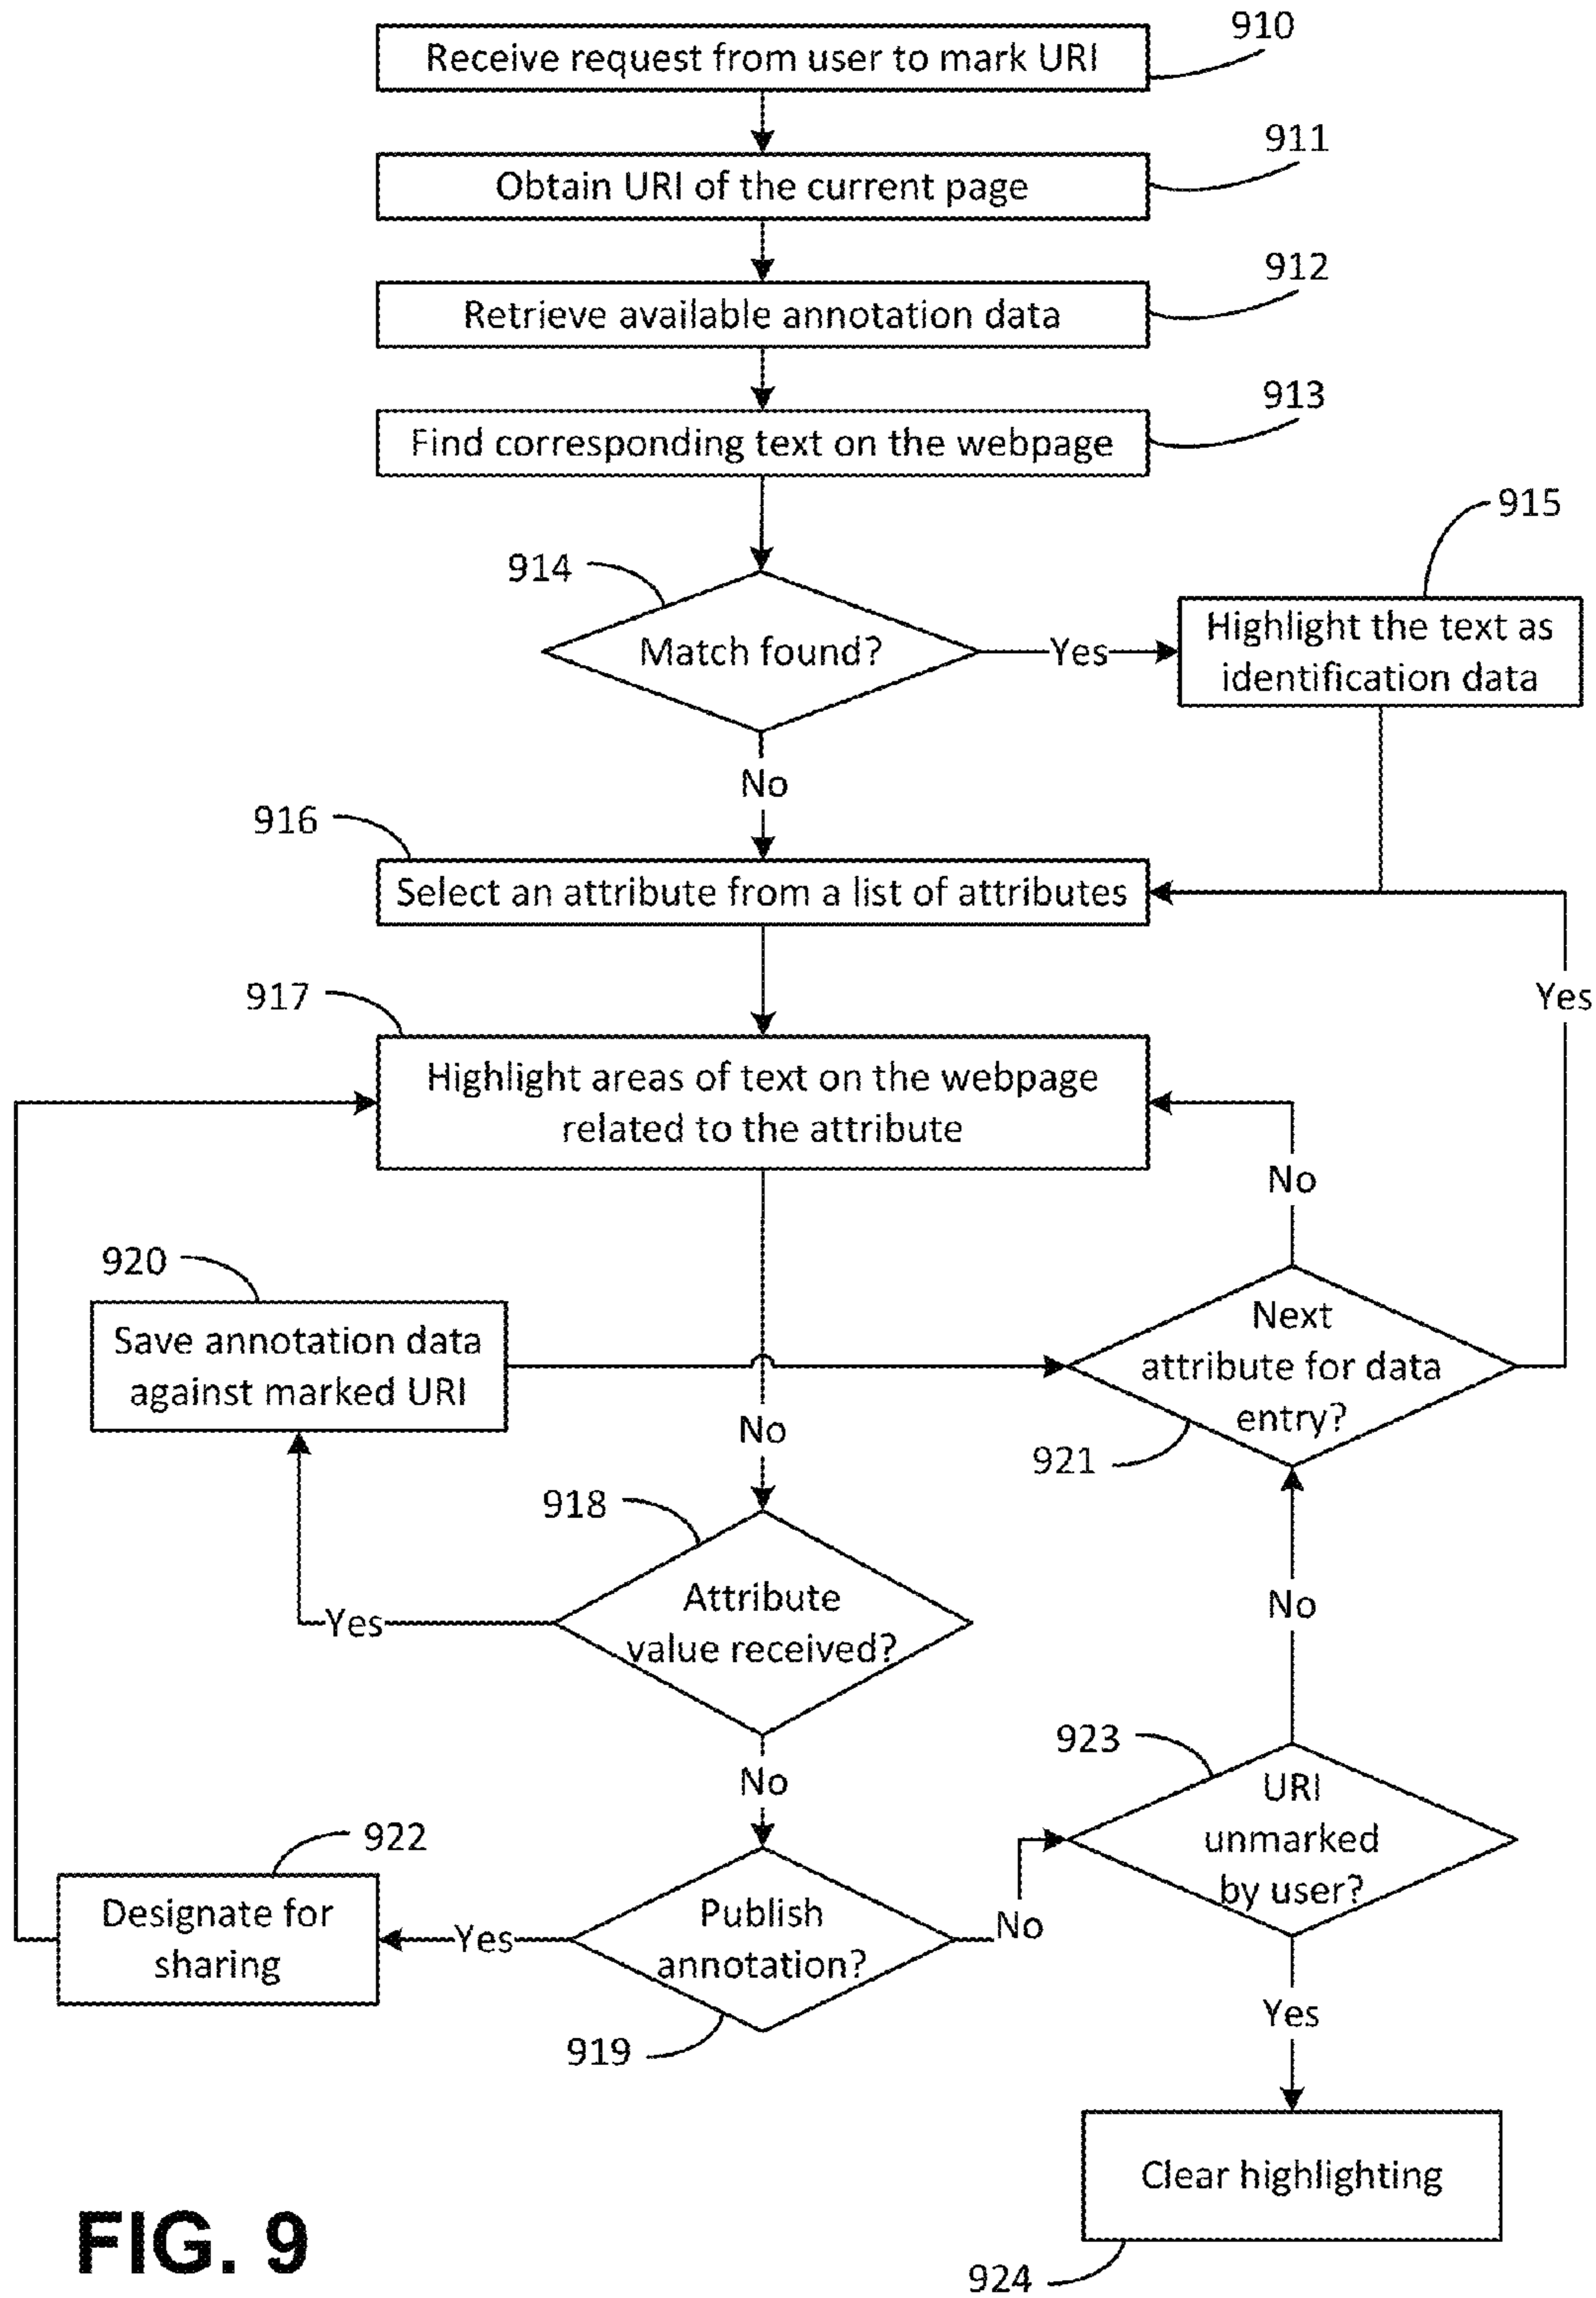 910
Receive request from user to mark URI
911
Obtain URI of the current page
912
Retrieve available annotation data
913
Find corresponding text on the webpage
915
914
Match found?
Yes
Highlight the text as
identification data
No
916
Select an attribute from a list of attributes
917
Yes
Highlight areas of text on the webpage
related to the attribute
No
920
Save annotation data
against marked URI
Next
attribute for data
entry?
No
921
918
Attribute
value received?
Yes
No
No
923
URI
unmarked
by user?
922
Designate for
sharing
Yes
Publish
annotation?
No
919
Yes
Clear highlighting
924
FIG. 9